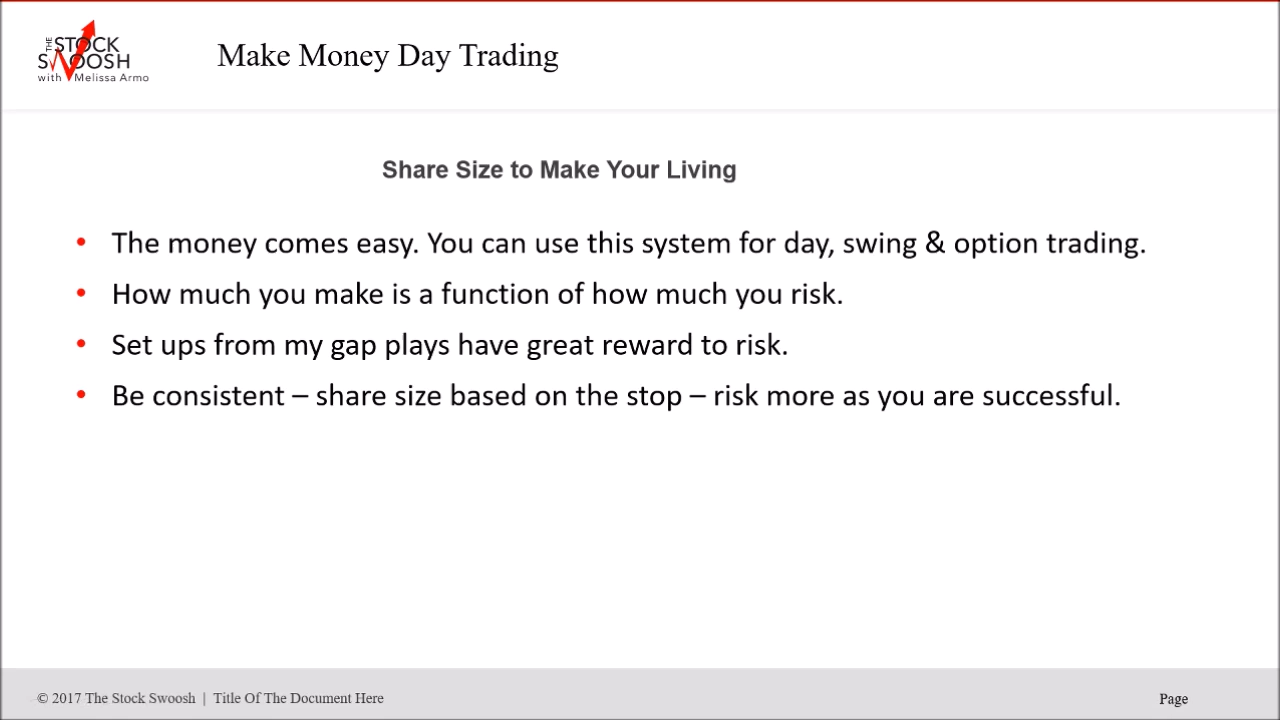 THE STOCK
SWOOSH
with Melissa Armo
Make Money Day Trading
Share Size to Make Your Living
• The money comes easy. You can use this system for day, swing & option trading.
• How much you make is a function of how much you risk.
• Set ups from my gap plays have great reward to risk.
• Be consistent – share size based on the stop – risk more as you are successful.
© 2017 The Stock Swoosh | Title Of The Document Here
Page